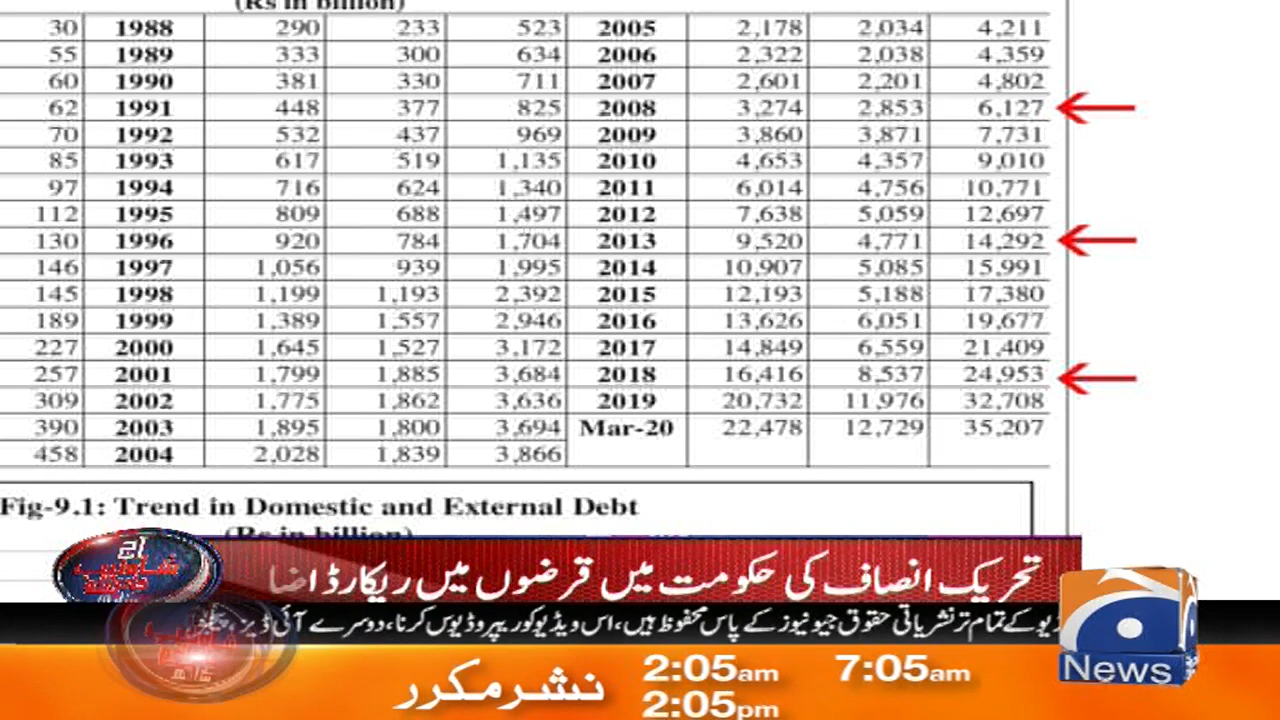 (Rs in billion)
30 1988 290 233 523 2005 2,178 2,034 4,211
55 1989 333 300 634 2006 2,322 2,038 4,359
60 1990 381 330 711 2007 2,601 2,201 4,802
62 1991 448 377 825 2008 3,274 2,853 6,127
70 1992 532 437 969 2009 3,860 3,871 7,731
85 1993 617 519 1,135 2010 4,653 4,357 9,010
97 1994 716 624 1,340 2011 6,014 4,756 10,771
112 1995 809 688 1,497 2012 7,638 5,059 12,697
130 1996 920 784 1,704 2013 9,520 4,771 14,292
146 1997 1,056 939 1,995 2014 10,907 5,085 15,991
145 1998 1,199 1,193 2,392 2015 12,193 5,188 17,380
189 1999 1,389 1,557 2,946 2016 13,626 6,051 19,677
227 2000 1,645 1,527 3,172 2017 14,849 6,559 21,409
257 2001 1,799 1,885 3,684 2018 16,416 8,537 24,953
309 2002 1,775 1,862 3,636 2019 20,732 11,976 32,708
390 2003 1,895 1,800 3,694 Mar-20 22,478 12,729 35,207
458 2004 2,028 1,839 3,866
Fig-9.1: Trend in Domestic and External Debt
(Rs in billion)
آج
تحریک انصاف کی حکومت میں قرضوں میں ریکارڈ اضا
کے تمام تر نشریاتی حقوق جیو نیوز کے پاس محفوظ ہیں، اس ویڈیو کو ریپروڈیوس کرنا، دوسرے آئی ڈیز،
News
نشر مکرر 2:05am 7:05am
2:05pm